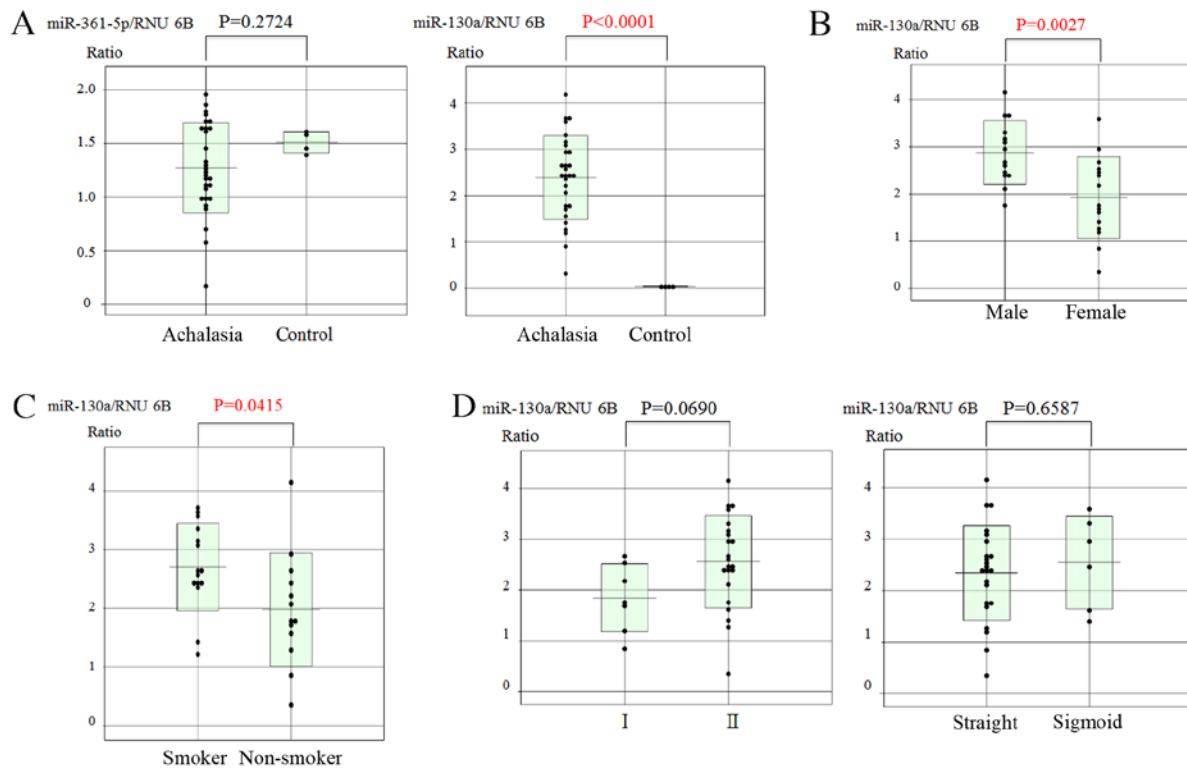 A
miR-361-5p/RNU 6B P=0.2724
Ratio
2.0
1.5
1.0
0.5
0
Achalasia Control
miR-130a/RNU 6B P<0.0001
Ratio
4
3
2
1
0
Achalasia Control
B
miR-130a/RNU 6B P=0.0027
Ratio
4
3
2
1
0
Male Female
C
miR-130a/RNU 6B P=0.0415
Ratio
4
3
2
1
0
Smoker Non-smoker
D
miR-130a/RNU 6B P=0.0690
Ratio
4
3
2
1
0
I II
miR-130a/RNU 6B P=0.6587
Ratio
4
3
2
1
0
Straight Sigmoid